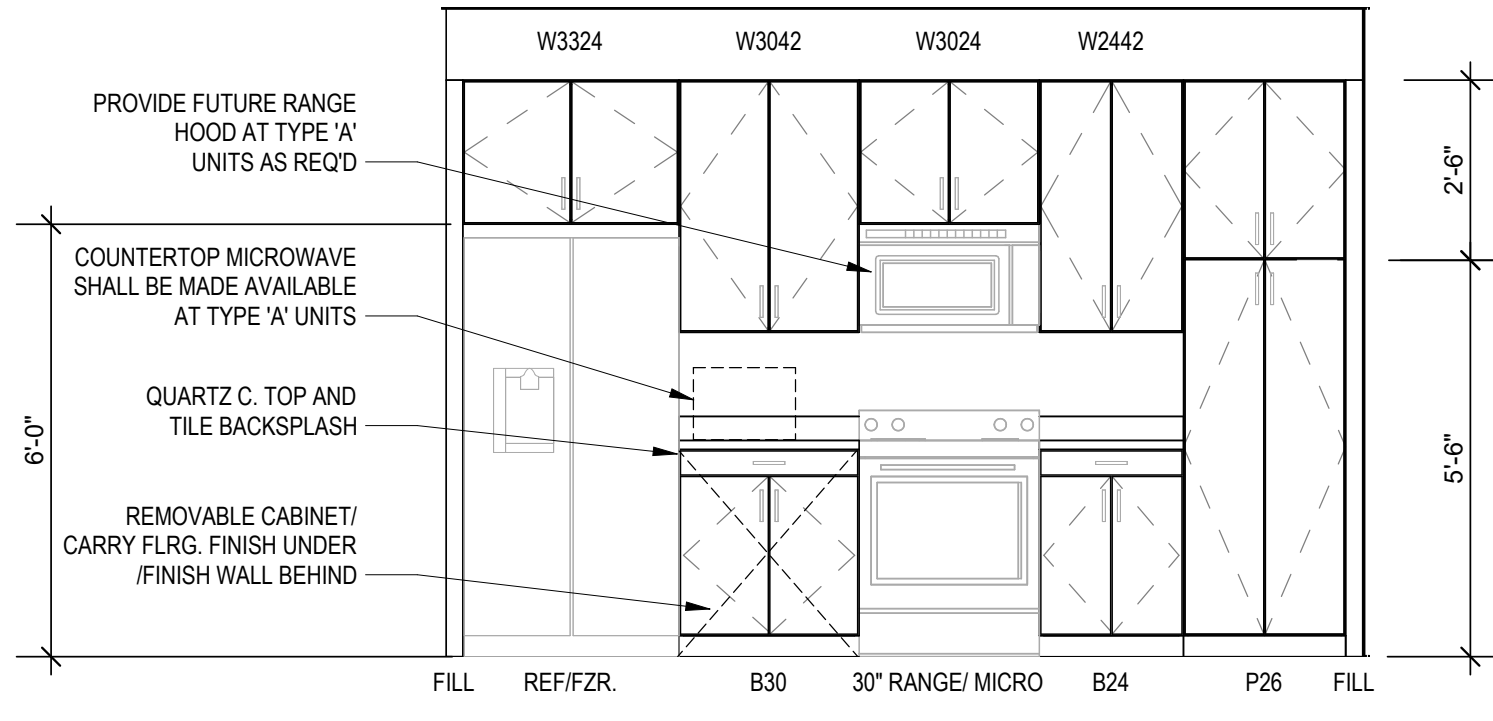 W3324 W3042 W3024 W2442
PROVIDE FUTURE RANGE
HOOD AT TYPE 'A'
UNITS AS REQ'D
2'-6"
COUNTERTOP MICROWAVE
SHALL BE MADE AVAILABLE
AT TYPE 'A' UNITS
QUARTZ C. TOP AND
TILE BACKSPLASH
6'-0"
5'-6"
REMOVABLE CABINET/
CARRY FLRG. FINISH UNDER
/FINISH WALL BEHIND
FILL REF/FZR. B30 30" RANGE/ MICRO B24 P26 FILL